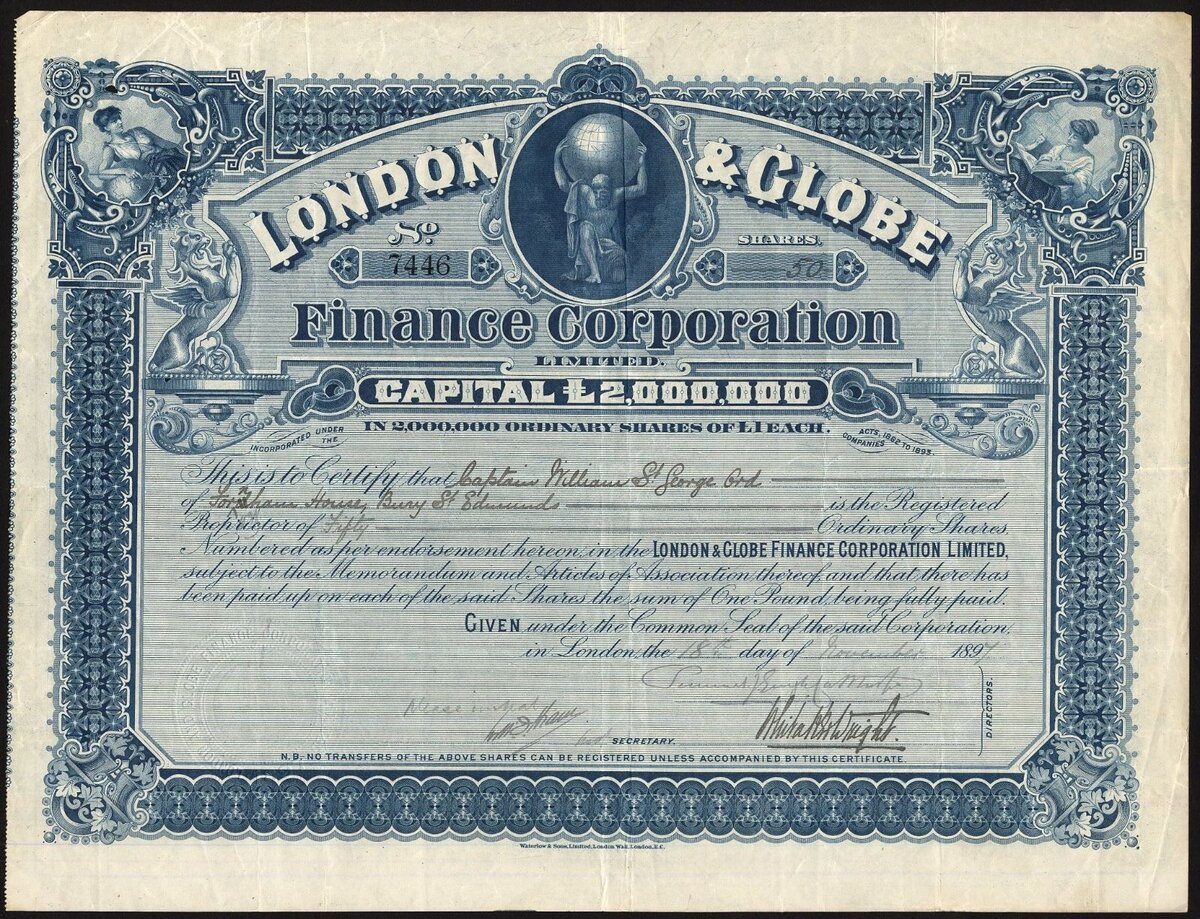 LONDON & GLOBE
No SHARES.
7446 50
Finance Corporation
LIMITED.
CAPITAL £2,000,000
IN 2,000,000 ORDINARY SHARES OF £1 EACH.
INCORPORATED UNDER THE COMPANIES ACTS, 1862 TO 1893.
This is to Certify that Captain William St. George Ord
of Fornham House, Bury St Edmunds is the Registered
Proprietor of Fifty Ordinary Shares
Numbered as per endorsement hereon, in the LONDON & GLOBE FINANCE CORPORATION LIMITED,
subject to the Memorandum and Articles of Association thereof, and that there has
been paid up on each of the said Shares the sum of One Pound, being fully paid.
GIVEN under the Common Seal of the said Corporation,
in London, the 18th day of November 1897
DIRECTORS.
Whitaker Wright.
SECRETARY.
N.B. NO TRANSFERS OF THE ABOVE SHARES CAN BE REGISTERED UNLESS ACCOMPANIED BY THIS CERTIFICATE.
Waterlow & Sons, Limited, London Wall, London, E.C.